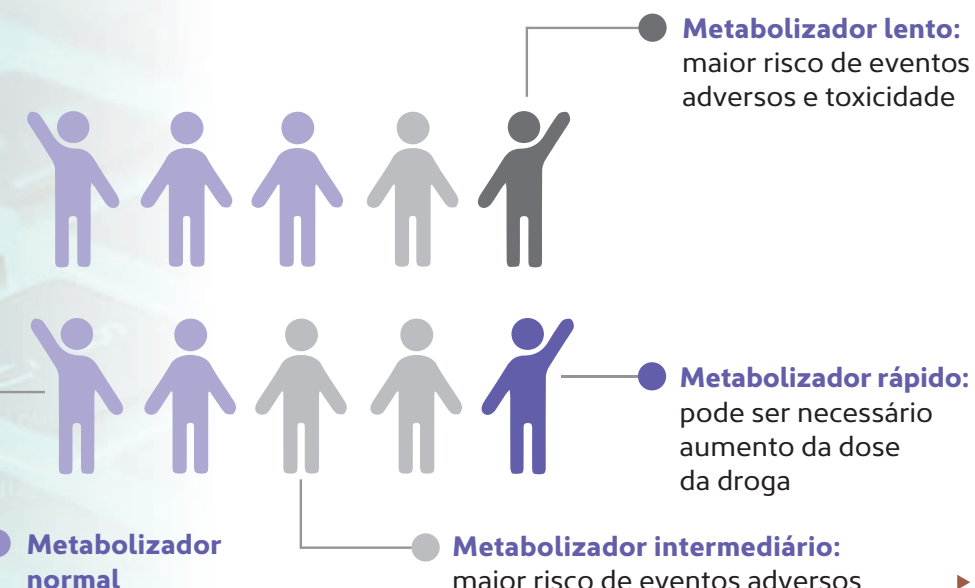 Metabolizador lento:
maior risco de eventos
adversos e toxicidade
Metabolizador rápido:
pode ser necessário
aumento da dose
da droga
Metabolizador
normal
Metabolizador intermediário:
maior risco de eventos adversos